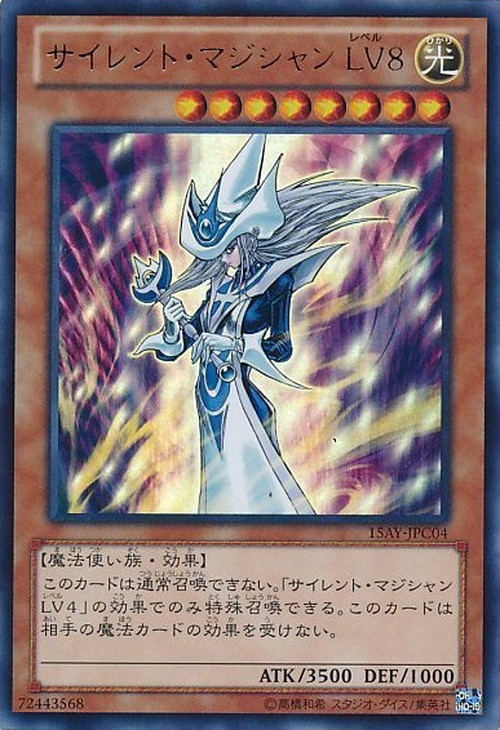 サイレント・マジシャン LV8
光
15AY-JPC04
【魔法使い族・効果】
このカードは通常召喚できない。「サイレント・マジシャン
LV4」の効果でのみ特殊召喚できる。このカードは
相手の魔法カードの効果を受けない。
ATK/3500 DEF/1000
72443568
©高橋和希 スタジオ・ダイス/集英社